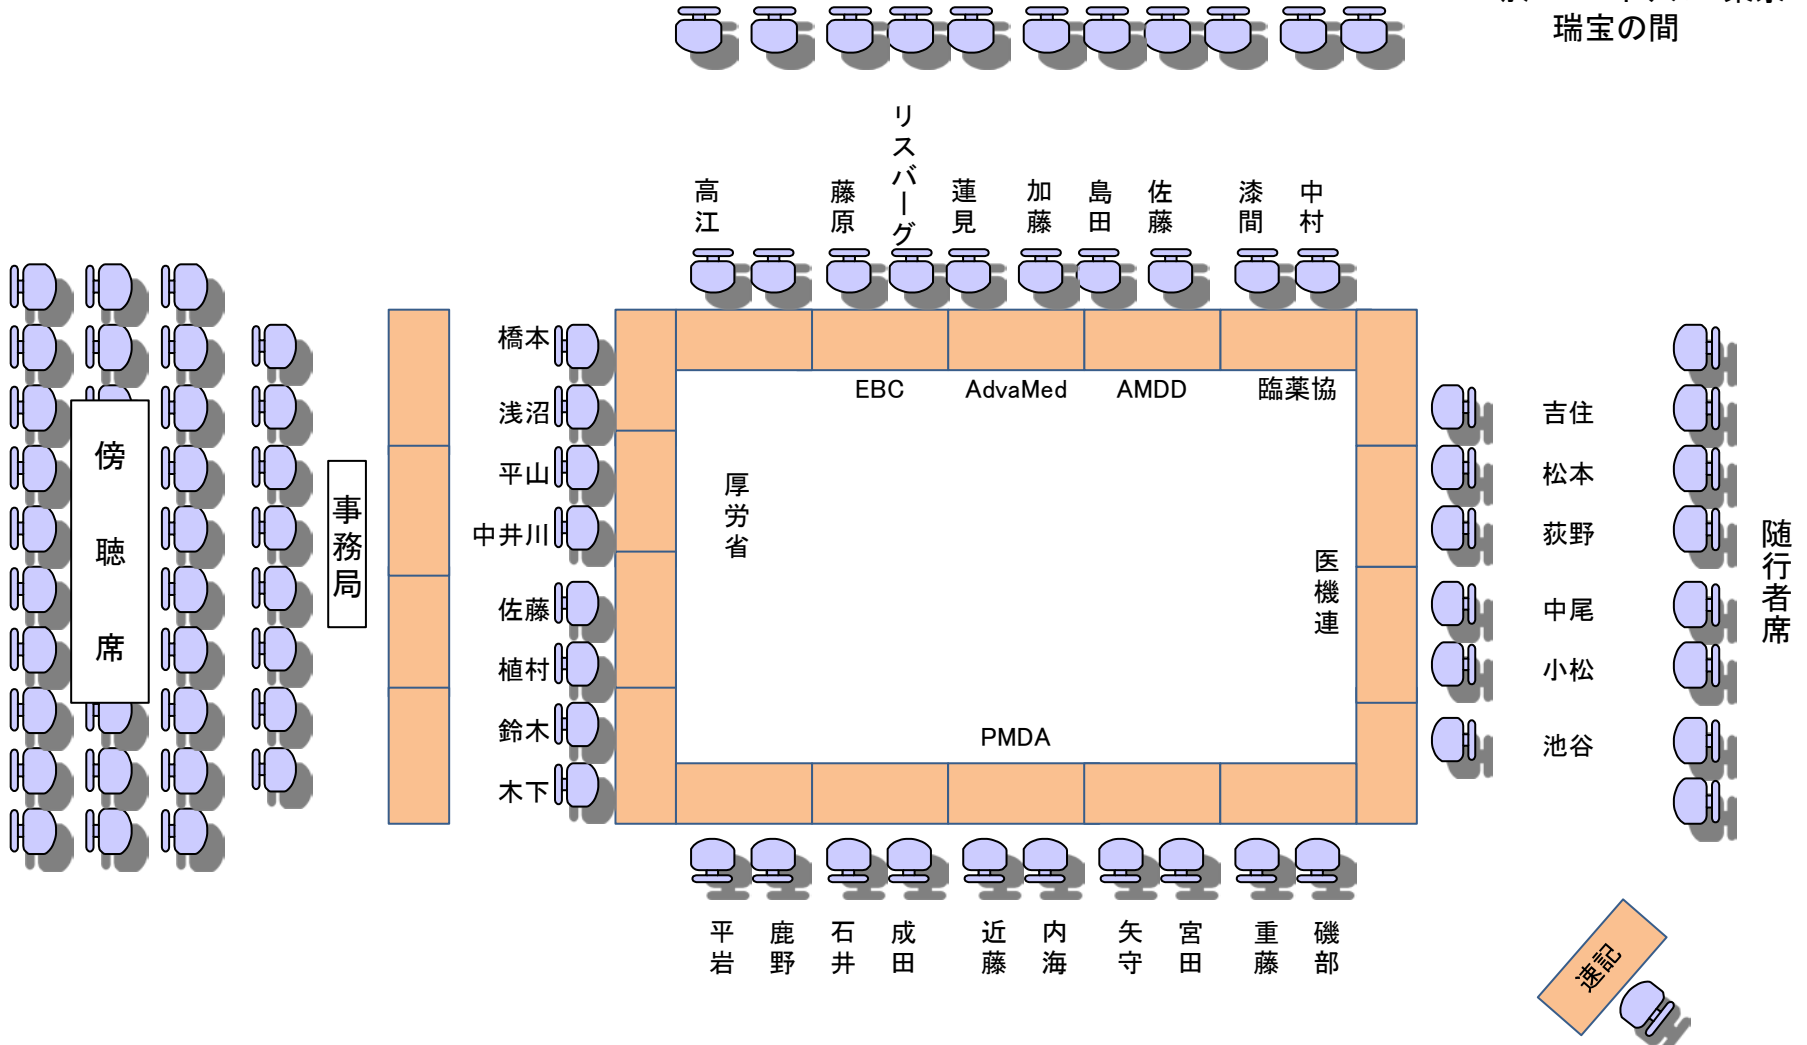 瑞宝の間
リスバーグ
高江
藤原
蓮見
加藤
島田
佐藤
漆間
中村
橋本
浅沼
平山
中井川
佐藤
植村
鈴木
木下
EBC
AdvaMed
AMDD
臨薬協
厚労省
医機連
PMDA
吉住
松本
荻野
中尾
小松
池谷
随行者席
傍聴席
事務局
平岩
鹿野
石井
成田
近藤
内海
矢守
宮田
重藤
磯部
速記